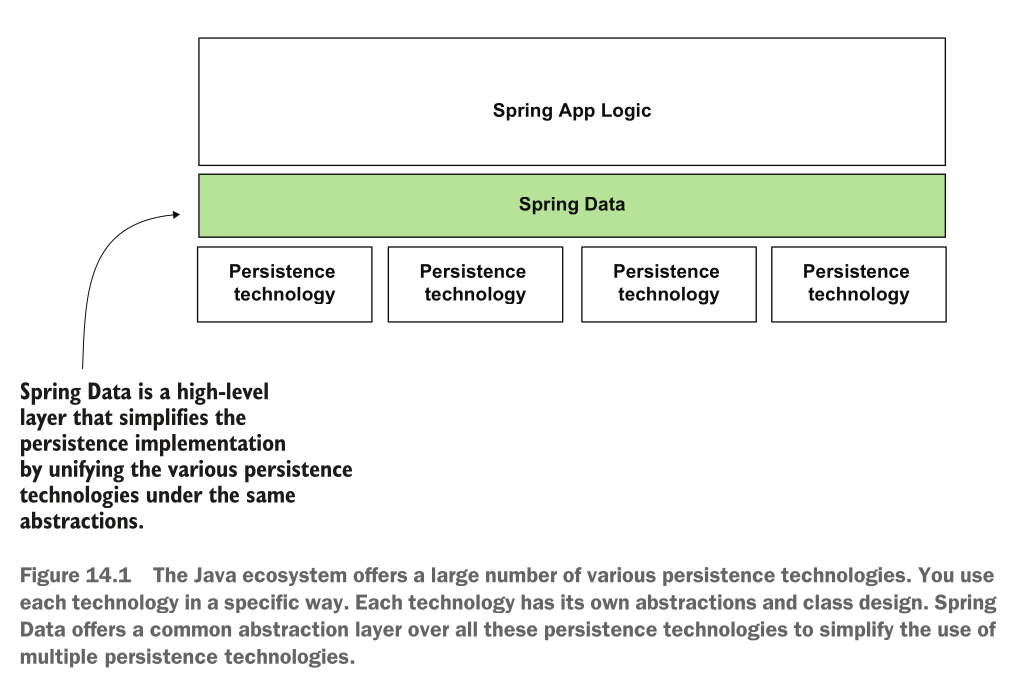 Spring App Logic
Spring Data
Persistence
technology
Persistence
technology
Persistence
technology
Persistence
technology
Spring Data is a high-level
layer that simplifies the
persistence implementation
by unifying the various persistence
technologies under the same
abstractions.
Figure 14.1 The Java ecosystem offers a large number of various persistence technologies. You use
each technology in a specific way. Each technology has its own abstractions and class design. Spring
Data offers a common abstraction layer over all these persistence technologies to simplify the use of
multiple persistence technologies.